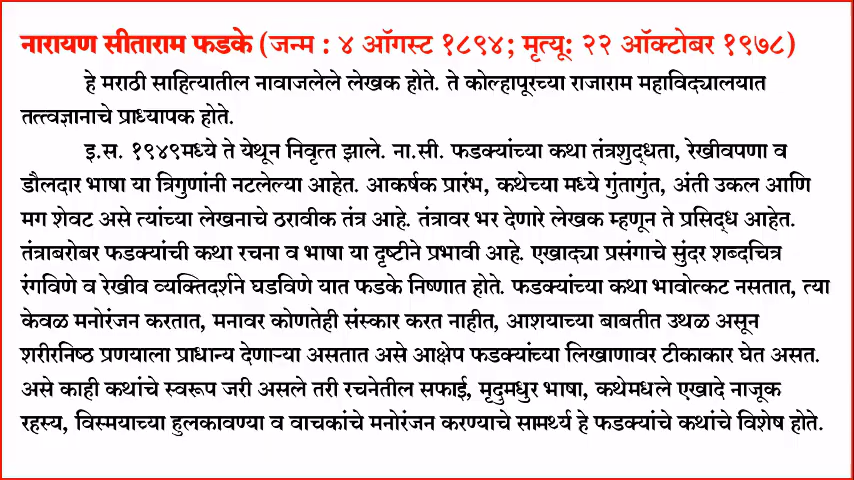 नारायण सीताराम फडके (जन्म : ४ ऑगस्ट १८९४; मृत्यू: २२ ऑक्टोबर १९७८)
हे मराठी साहित्यातील नावाजलेले लेखक होते. ते कोल्हापूरच्या राजाराम महाविद्यालयात
तत्त्वज्ञानाचे प्राध्यापक होते.
इ.स. १९४९मध्ये ते येथून निवृत्त झाले. ना.सी. फडक्यांच्या कथा तंत्रशुद्धता, रेखीवपणा व
डौलदार भाषा या त्रिगुणांनी नटलेल्या आहेत. आकर्षक प्रारंभ, कथेच्या मध्ये गुंतागुंत, अंती उकल आणि
मग शेवट असे त्यांच्या लेखनाचे ठरावीक तंत्र आहे. तंत्रावर भर देणारे लेखक म्हणून ते प्रसिद्ध आहेत.
तंत्राबरोबर फडक्यांची कथा रचना व भाषा या दृष्टीने प्रभावी आहे. एखाद्या प्रसंगाचे सुंदर शब्दचित्र
रंगविणे व रेखीव व्यक्तिदर्शने घडविणे यात फडके निष्णात होते. फडक्यांच्या कथा भावोत्कट नसतात, त्या
केवळ मनोरंजन करतात, मनावर कोणतेही संस्कार करत नाहीत, आशयाच्या बाबतीत उथळ असून
शरीरनिष्ठ प्रणयाला प्राधान्य देणाऱ्या असतात असे आक्षेप फडक्यांच्या लिखाणावर टीकाकार घेत असत.
असे काही कथांचे स्वरूप जरी असले तरी रचनेतील सफाई, मृदुमधुर भाषा, कथेमधले एखादे नाजूक
रहस्य, विस्मयाच्या हुलकावण्या व वाचकांचे मनोरंजन करण्याचे सामर्थ्य हे फडक्यांचे कथांचे विशेष होते.